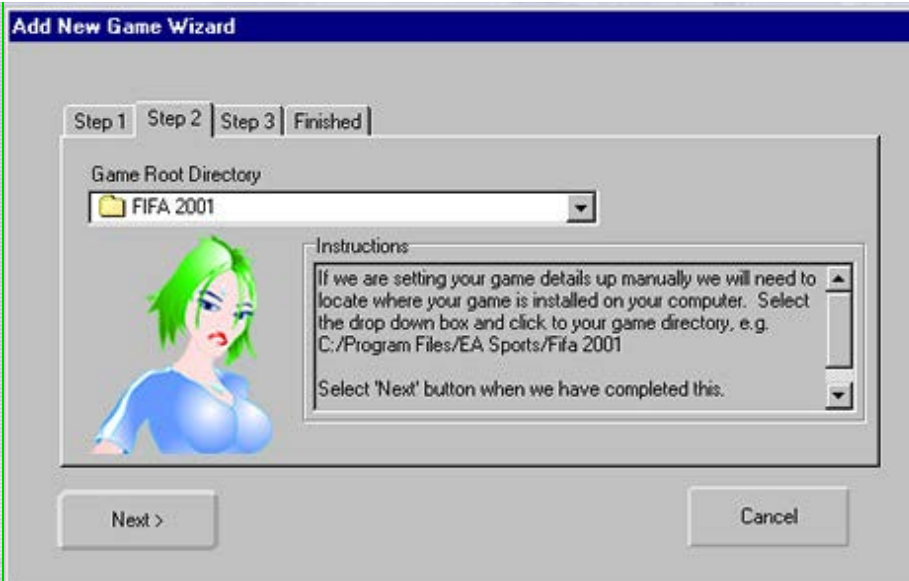 Add New Game Wizard
Step 1 Step 2 Step 3 Finished
Game Root Directory
FIFA 2001
Instructions
If we are setting your game details up manually we will need to
locate where your game is installed on your computer. Select
the drop down box and click to your game directory, e.g.
C:/Program Files/EA Sports/Fifa 2001
Select 'Next' button when we have completed this.
Next >
Cancel